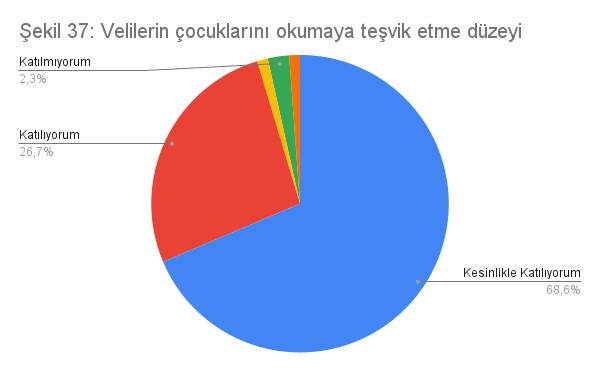 Şekil 37: Velilerin çocuklarını okumaya teşvik etme düzeyi
Katılmıyorum
2,3%
Katılıyorum
26,7%
Kesinlikle Katılıyorum
68,6%